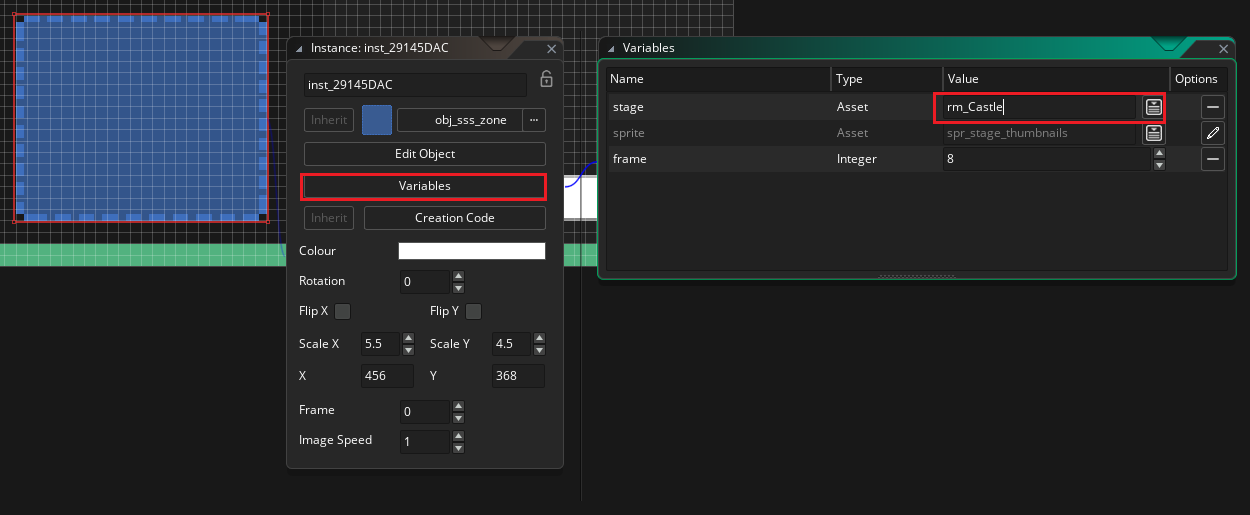 Instance: inst_29145DAC
inst_29145DAC
Inherit
obj_sss_zone
...
Edit Object
Variables
Inherit
Creation Code
Colour
Rotation
0
Flip X
Flip Y
Scale X
5.5
Scale Y
4.5
X
456
Y
368
Frame
0
Image Speed
1
Variables
Name
Type
Value
Options
stage
Asset
rm_Castle
sprite
Asset
spr_stage_thumbnails
frame
Integer
8